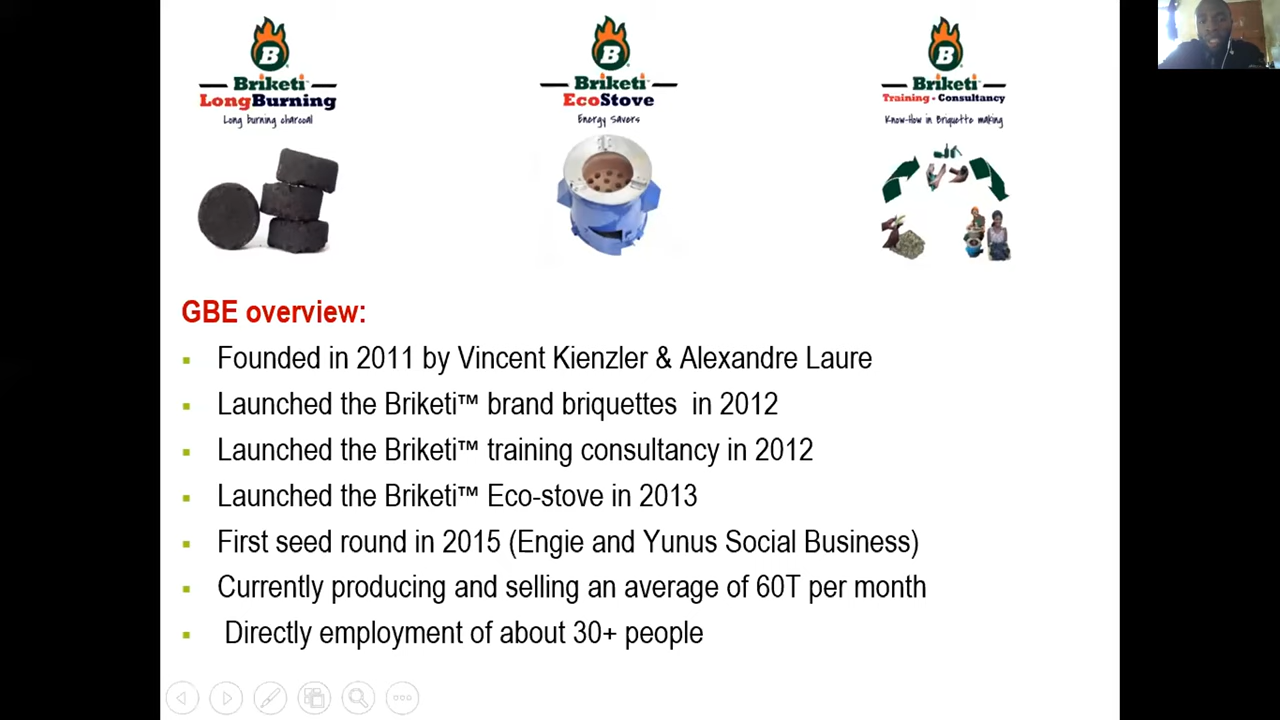 B
Briketi™
LongBurning
Long burning charcoal
B
Briketi™
EcoStove
Energy Savers
B
Briketi™
Training - Consultancy
Know-How in Briquette making
GBE overview:
▪ Founded in 2011 by Vincent Kienzler & Alexandre Laure
▪ Launched the Briketi™ brand briquettes in 2012
▪ Launched the Briketi™ training consultancy in 2012
▪ Launched the Briketi™ Eco-stove in 2013
▪ First seed round in 2015 (Engie and Yunus Social Business)
▪ Currently producing and selling an average of 60T per month
▪ Directly employment of about 30+ people